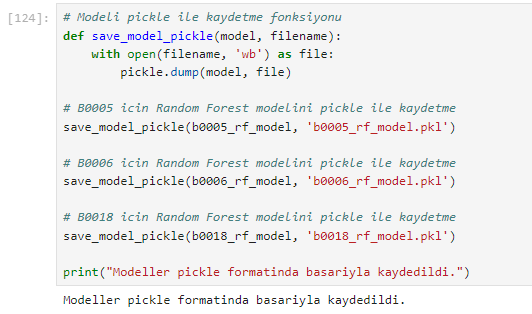 [124]: # Modeli pickle ile kaydetme fonksiyonu
def save_model_pickle(model, filename):
    with open(filename, 'wb') as file:
        pickle.dump(model, file)

# B0005 icin Random Forest modelini pickle ile kaydetme
save_model_pickle(b0005_rf_model, 'b0005_rf_model.pkl')

# B0006 icin Random Forest modelini pickle ile kaydetme
save_model_pickle(b0006_rf_model, 'b0006_rf_model.pkl')

# B0018 icin Random Forest modelini pickle ile kaydetme
save_model_pickle(b0018_rf_model, 'b0018_rf_model.pkl')

print("Modeller pickle formatinda basariyla kaydedildi.")
Modeller pickle formatinda basariyla kaydedildi.